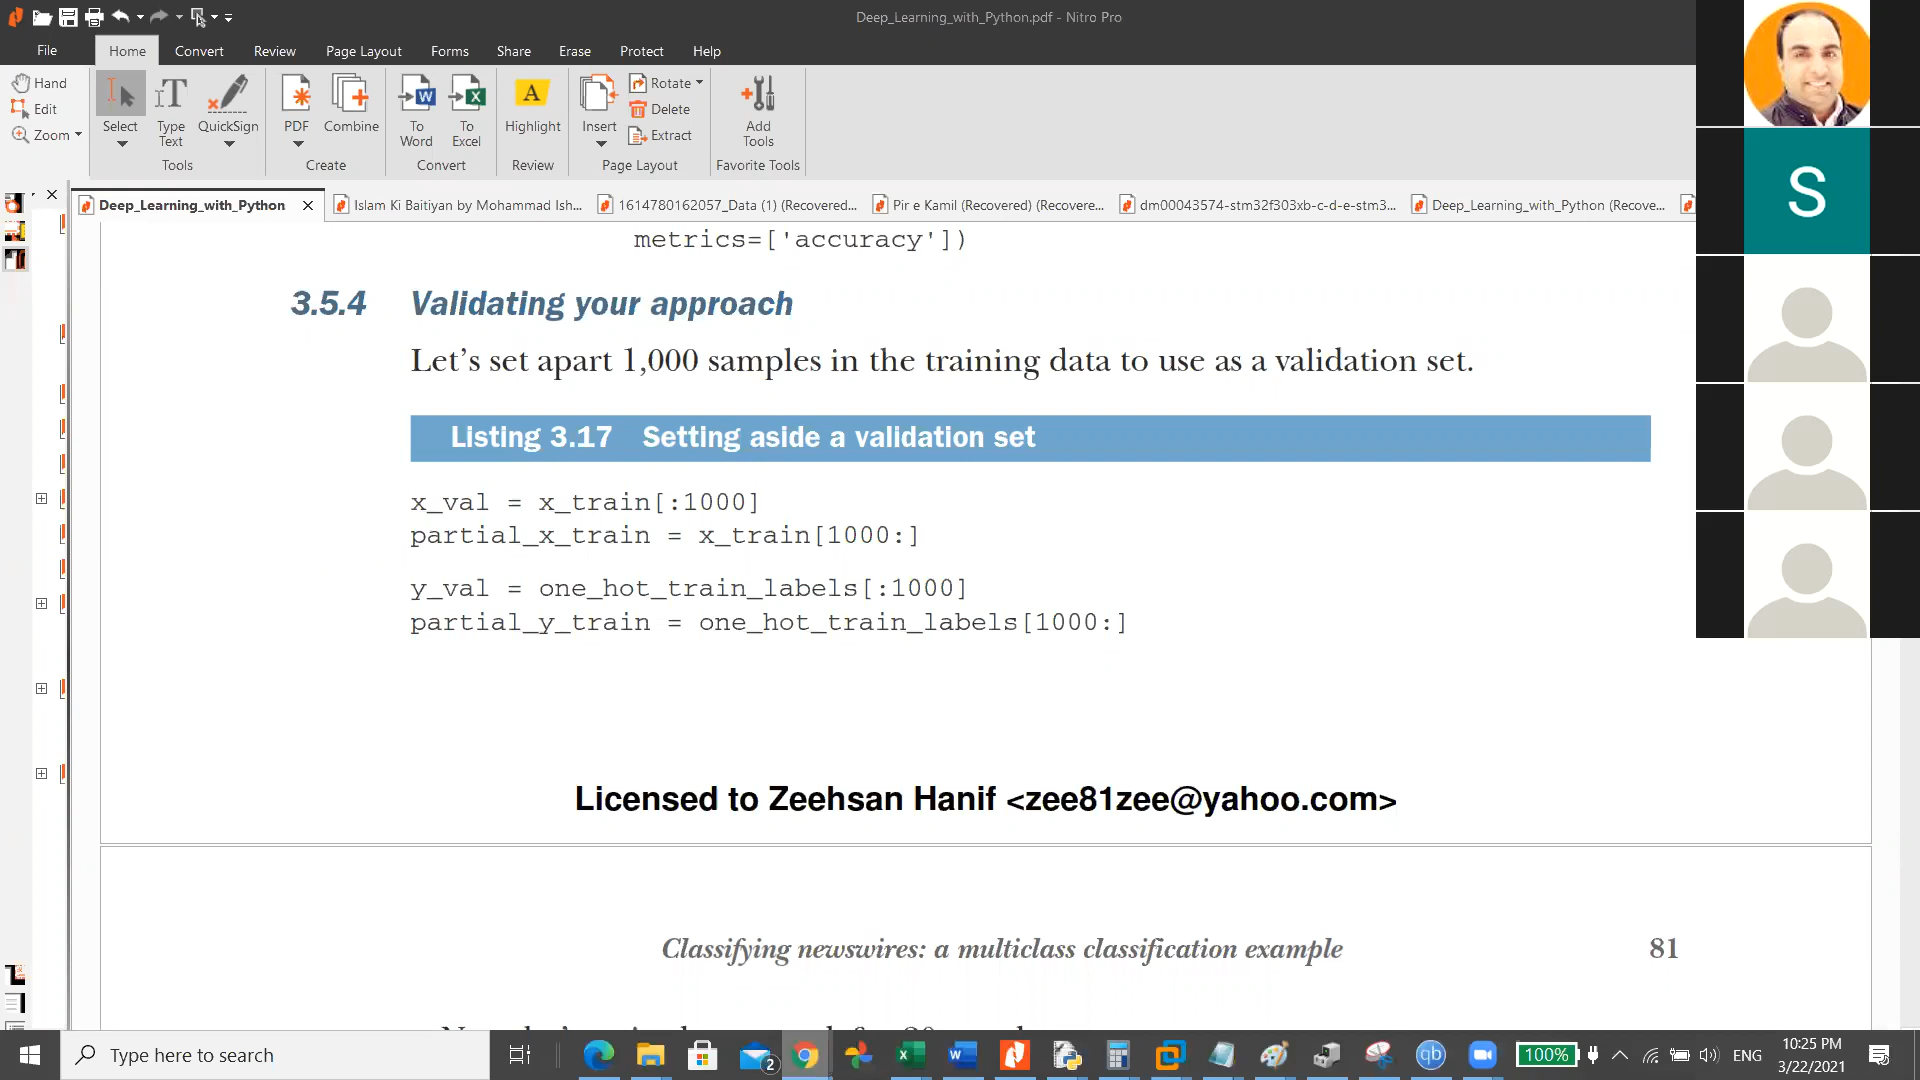 Deep_Learning_with_Python.pdf - Nitro Pro
File
Home
Convert
Review
Page Layout
Forms
Share
Erase
Protect
Help
Hand
Edit
Zoom
Select
Type Text
QuickSign
Tools
PDF
Combine
Create
To Word
To Excel
Convert
Highlight
Review
Insert
Rotate
Delete
Extract
Page Layout
Add Tools
Favorite Tools
Deep_Learning_with_Python
Islam Ki Baitiyan by Mohammad Ish...
1614780162057_Data (1) (Recovered...
Pir e Kamil (Recovered) (Recovere...
dm00043574-stm32f303xb-c-d-e-stm3...
Deep_Learning_with_Python (Recove...
S
metrics=['accuracy'])
3.5.4 Validating your approach
Let's set apart 1,000 samples in the training data to use as a validation set.
Listing 3.17 Setting aside a validation set
x_val = x_train[:1000]
partial_x_train = x_train[1000:]
y_val = one_hot_train_labels[:1000]
partial_y_train = one_hot_train_labels[1000:]
Licensed to Zeehsan Hanif <zee81zee@yahoo.com>
Classifying newswires: a multiclass classification example 81
Type here to search
2
100%
ENG
10:25 PM
3/22/2021